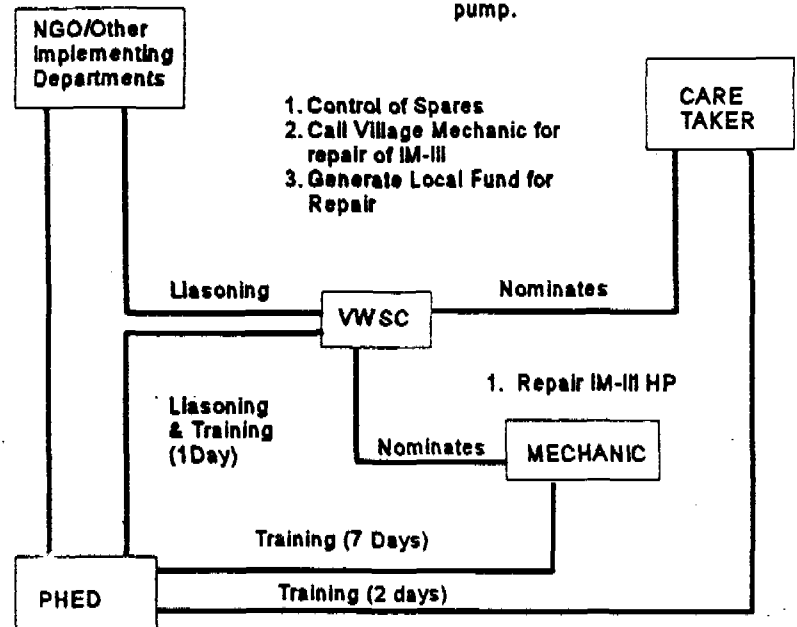 pump.
NGO/Other
Implementing
Departments
CARE
TAKER
1. Control of Spares
2. Call Village Mechanic for
repair of IM-III
3. Generate Local Fund for
Repair
Liasoning
Nominates
VWSC
1. Repair IM-III HP
Liasoning
& Training
(1Day)
Nominates
MECHANIC
Training (7 Days)
PHED
Training (2 days)